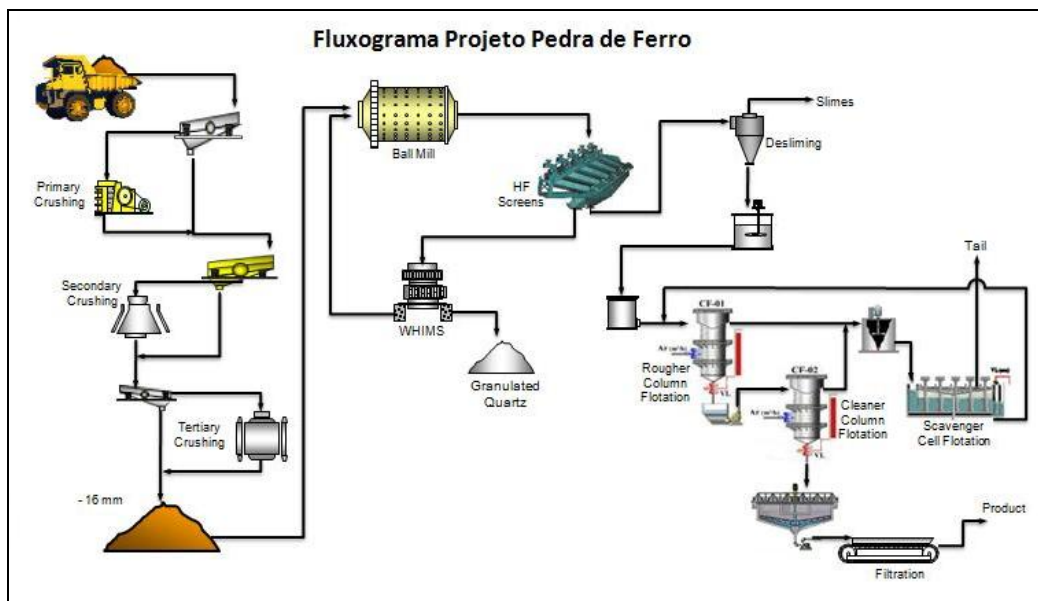 Fluxograma Projeto Pedra de Ferro
Slimes
Desliming
Ball Mill
HF
Screens
Primary
Crushing
Tail
Secondary
Crushing
WHIMS
CF-01
Granulated
Quartz
Rougher
Column
Flotation
VL
CF-02
Cleaner
Column
Flotation
VL
Scavenger
Cell Flotation
Tertiary
Crushing
- 16 mm
Product
Filtration